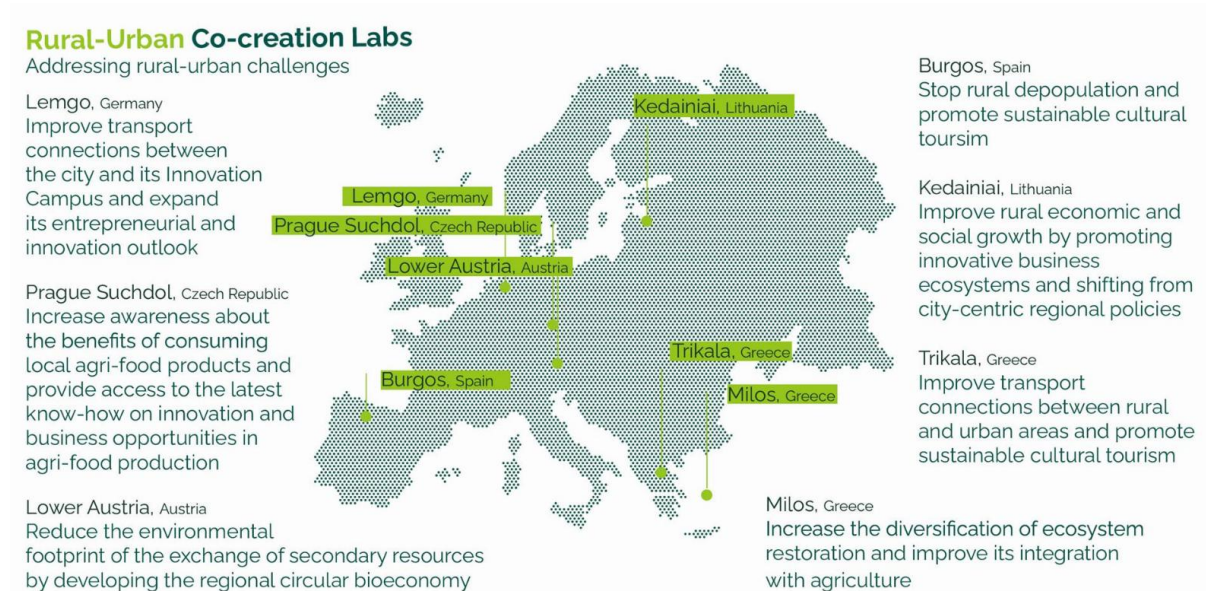 Rural-Urban Co-creation Labs
Addressing rural-urban challenges
Lemgo, Germany
Improve transport
connections between
the city and its Innovation
Campus and expand
its entrepreneurial and
innovation outlook
Prague Suchdol, Czech Republic
Increase awareness about
the benefits of consuming
local agri-food products and
provide access to the latest
know-how on innovation and
business opportunities in
agri-food production
Lower Austria, Austria
Reduce the environmental
footprint of the exchange of secondary resources
by developing the regional circular bioeconomy
Kedainiai, Lithuania
Lemgo, Germany
Prague Suchdol, Czech Republic
Lower Austria, Austria
Trikala, Greece
Burgos, Spain
Milos, Greece
Burgos, Spain
Stop rural depopulation and
promote sustainable cultural
toursim
Kedainiai, Lithuania
Improve rural economic and
social growth by promoting
innovative business
ecosystems and shifting from
city-centric regional policies
Trikala, Greece
Improve transport
connections between rural
and urban areas and promote
sustainable cultural tourism
Milos, Greece
Increase the diversification of ecosystem
restoration and improve its integration
with agriculture